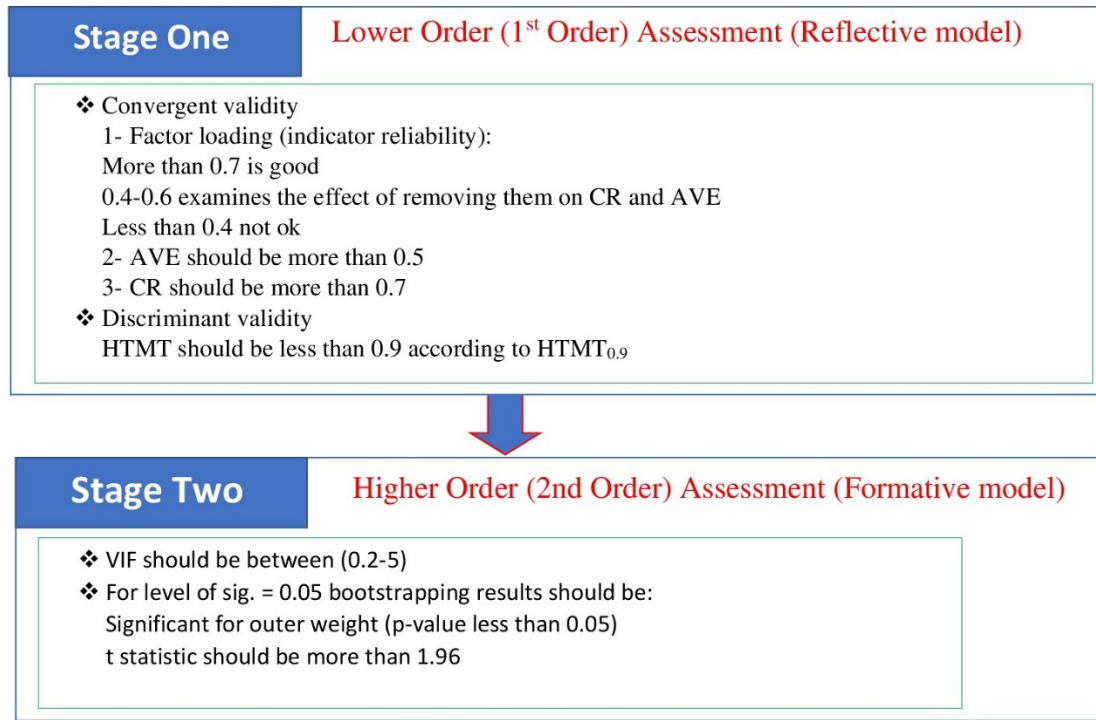 Stage One
Lower Order (1st Order) Assessment (Reflective model)
❖ Convergent validity
1- Factor loading (indicator reliability):
More than 0.7 is good
0.4-0.6 examines the effect of removing them on CR and AVE
Less than 0.4 not ok
2- AVE should be more than 0.5
3- CR should be more than 0.7
❖ Discriminant validity
HTMT should be less than 0.9 according to HTMT0.9
Stage Two
Higher Order (2nd Order) Assessment (Formative model)
❖ VIF should be between (0.2-5)
❖ For level of sig. = 0.05 bootstrapping results should be:
Significant for outer weight (p-value less than 0.05)
t statistic should be more than 1.96